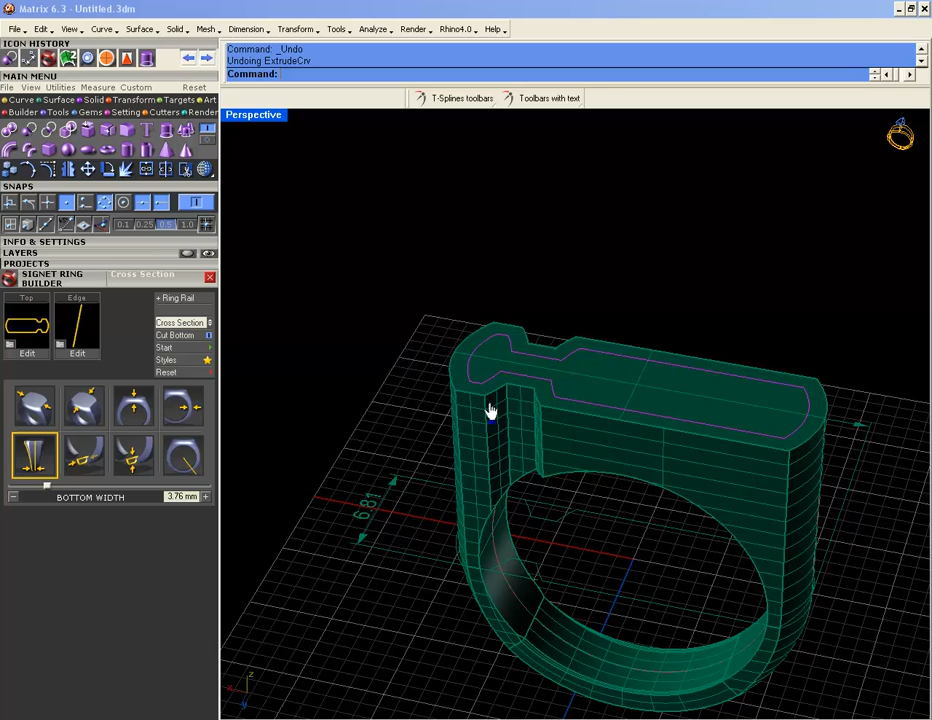 Matrix 6.3 - Untitled.3dm
File Edit View Curve Surface Solid Mesh Dimension Transform Tools Analyze Render Rhino4.0 Help
ICON HISTORY
Command: _Undo
Undoing ExtrudeCrv
Command:
MAIN MENU
File View Utilities Measure Custom Reset
Curve Surface Solid Transform Targets Art
Builder Tools Gems Setting Cutters Render
T-Splines toolbars Toolbars with text
Perspective
SNAPS
0.1 0.25 0.5 1.0
INFO & SETTINGS
LAYERS
PROJECTS
SIGNET RING BUILDER
Cross Section
Top Edge
+ Ring Rail
Cross Section
Cut Bottom
Start
Edit Edit
Styles
Reset
- BOTTOM WIDTH 3.76 mm +
6.81
z
x
y